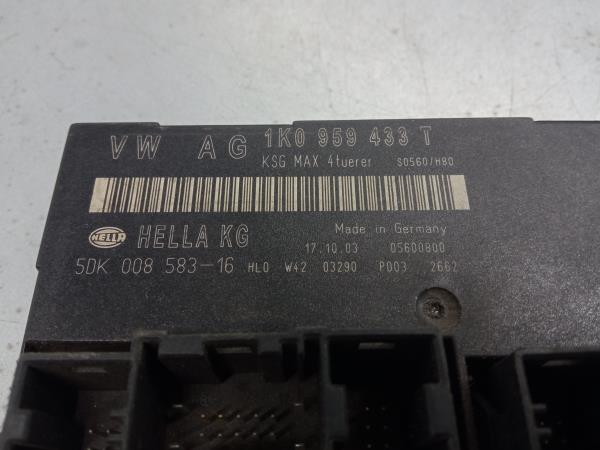 VW AG 1K0 959 433 T
KSG MAX 4tuerer S0560/H80
HELLA HELLA KG Made in Germany
17.10.03 05600800
5DK 008 583-16 HL0 W42 03290 P003 2662